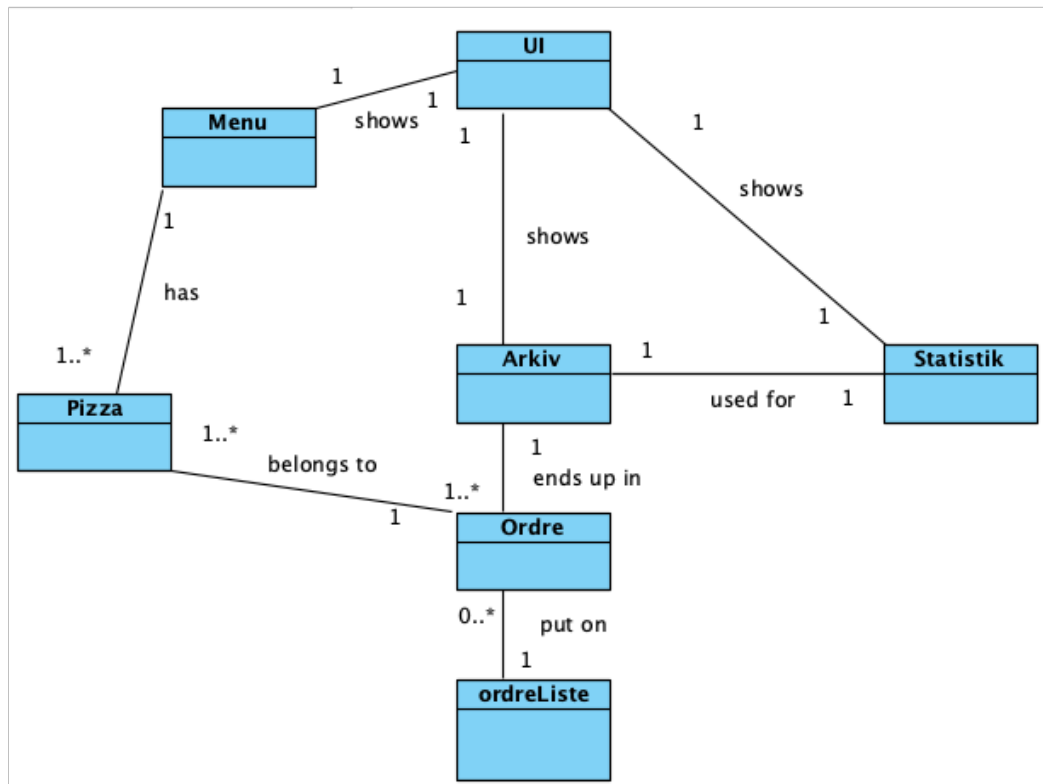 UI
1
1
shows
Menu
1
1
shows
shows
1
has
1
1
1..*
Arkiv
1
Statistik
used for
1
Pizza
1..*
belongs to
1
ends up in
1..*
1
Ordre
0..*
put on
1
ordreListe